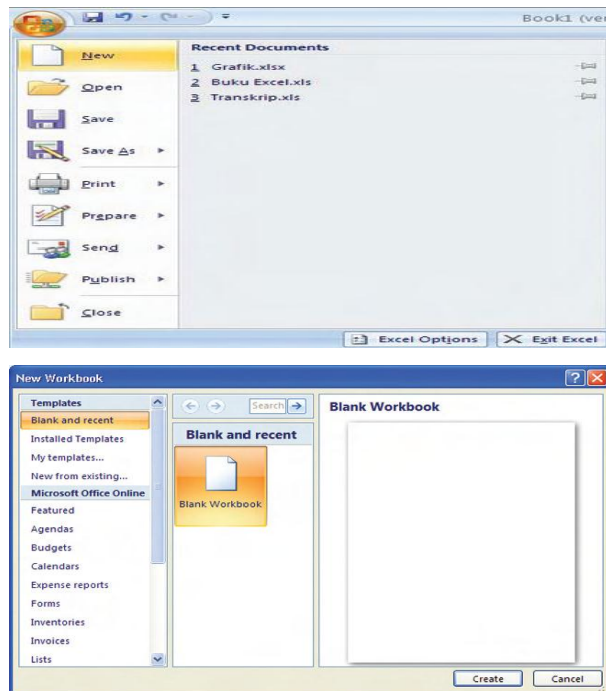 Book1 (ver
New
Open
Save
Save As
Print
Prepare
Send
Publish
Close
Recent Documents
1 Grafik.xlsx
2 Buku Excel.xls
3 Transkrip.xls
Excel Options
Exit Excel
New Workbook
Templates
Blank and recent
Installed Templates
My templates...
New from existing...
Microsoft Office Online
Featured
Agendas
Budgets
Calendars
Expense reports
Forms
Inventories
Invoices
Lists
Search
Blank and recent
Blank Workbook
Blank Workbook
Create
Cancel